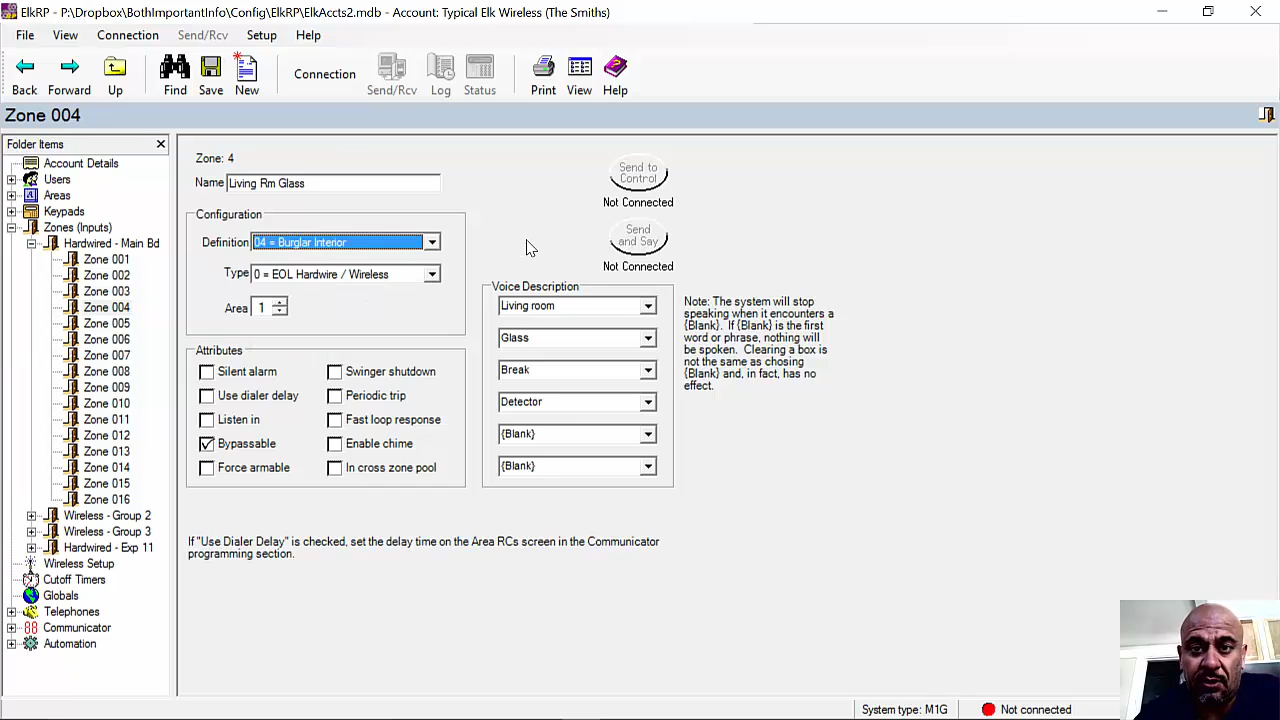 ElkRP - P:\Dropbox\BothImportantInfo\Config\ElkRP\ElkAccts2.mdb - Account: Typical Elk Wireless (The Smiths)
File View Connection Send/Rcv Setup Help
Back Forward Up Find Save New Connection Send/Rcv Log Status Print View Help
Zone 004
Folder Items
Account Details
Users
Areas
Keypads
Zones (Inputs)
Hardwired - Main Bd
Zone 001
Zone 002
Zone 003
Zone 004
Zone 005
Zone 006
Zone 007
Zone 008
Zone 009
Zone 010
Zone 011
Zone 012
Zone 013
Zone 014
Zone 015
Zone 016
Wireless - Group 2
Wireless - Group 3
Hardwired - Exp 11
Wireless Setup
Cutoff Timers
Globals
Telephones
Communicator
Automation
Zone: 4
Name Living Rm Glass
Configuration
Definition 04 = Burglar Interior
Type 0 = EOL Hardwire / Wireless
Area 1
Attributes
Silent alarm Swinger shutdown
Use dialer delay Periodic trip
Listen in Fast loop response
Bypassable Enable chime
Force armable In cross zone pool
Send to
Control
Not Connected
Send
and Say
Not Connected
Voice Description
Living room
Glass
Break
Detector
{Blank}
{Blank}
Note: The system will stop
speaking when it encounters a
{Blank}. If {Blank} is the first
word or phrase, nothing will
be spoken. Clearing a box is
not the same as chosing
{Blank} and, in fact, has no
effect.
If "Use Dialer Delay" is checked, set the delay time on the Area RCs screen in the Communicator
programming section.
System type: M1G Not connected